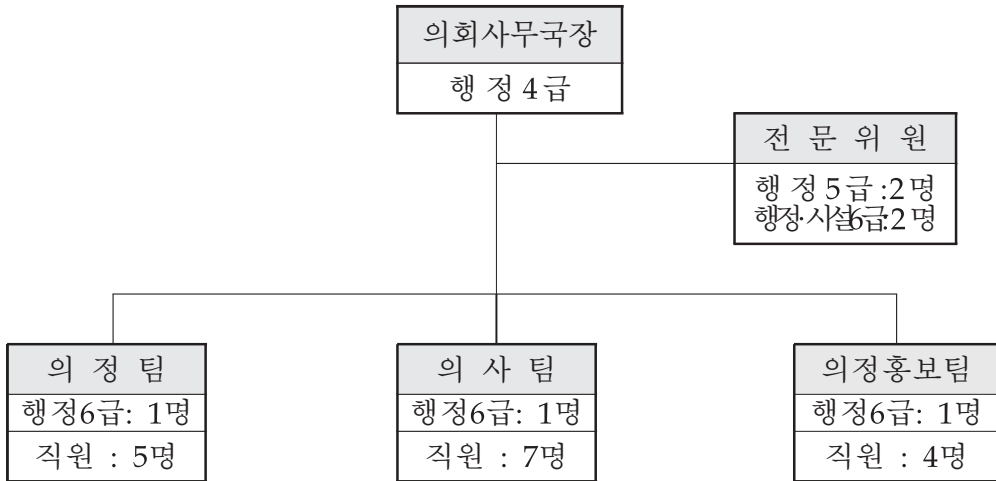 의회사무국장
행 정 4 급
전 문 위 원
행 정 5 급 :2 명
행정·시설6급:2 명
의 정 팀
행정6급: 1명
직원 : 5명
의 사 팀
행정6급: 1명
직원 : 7명
의정홍보팀
행정6급: 1명
직원 : 4명